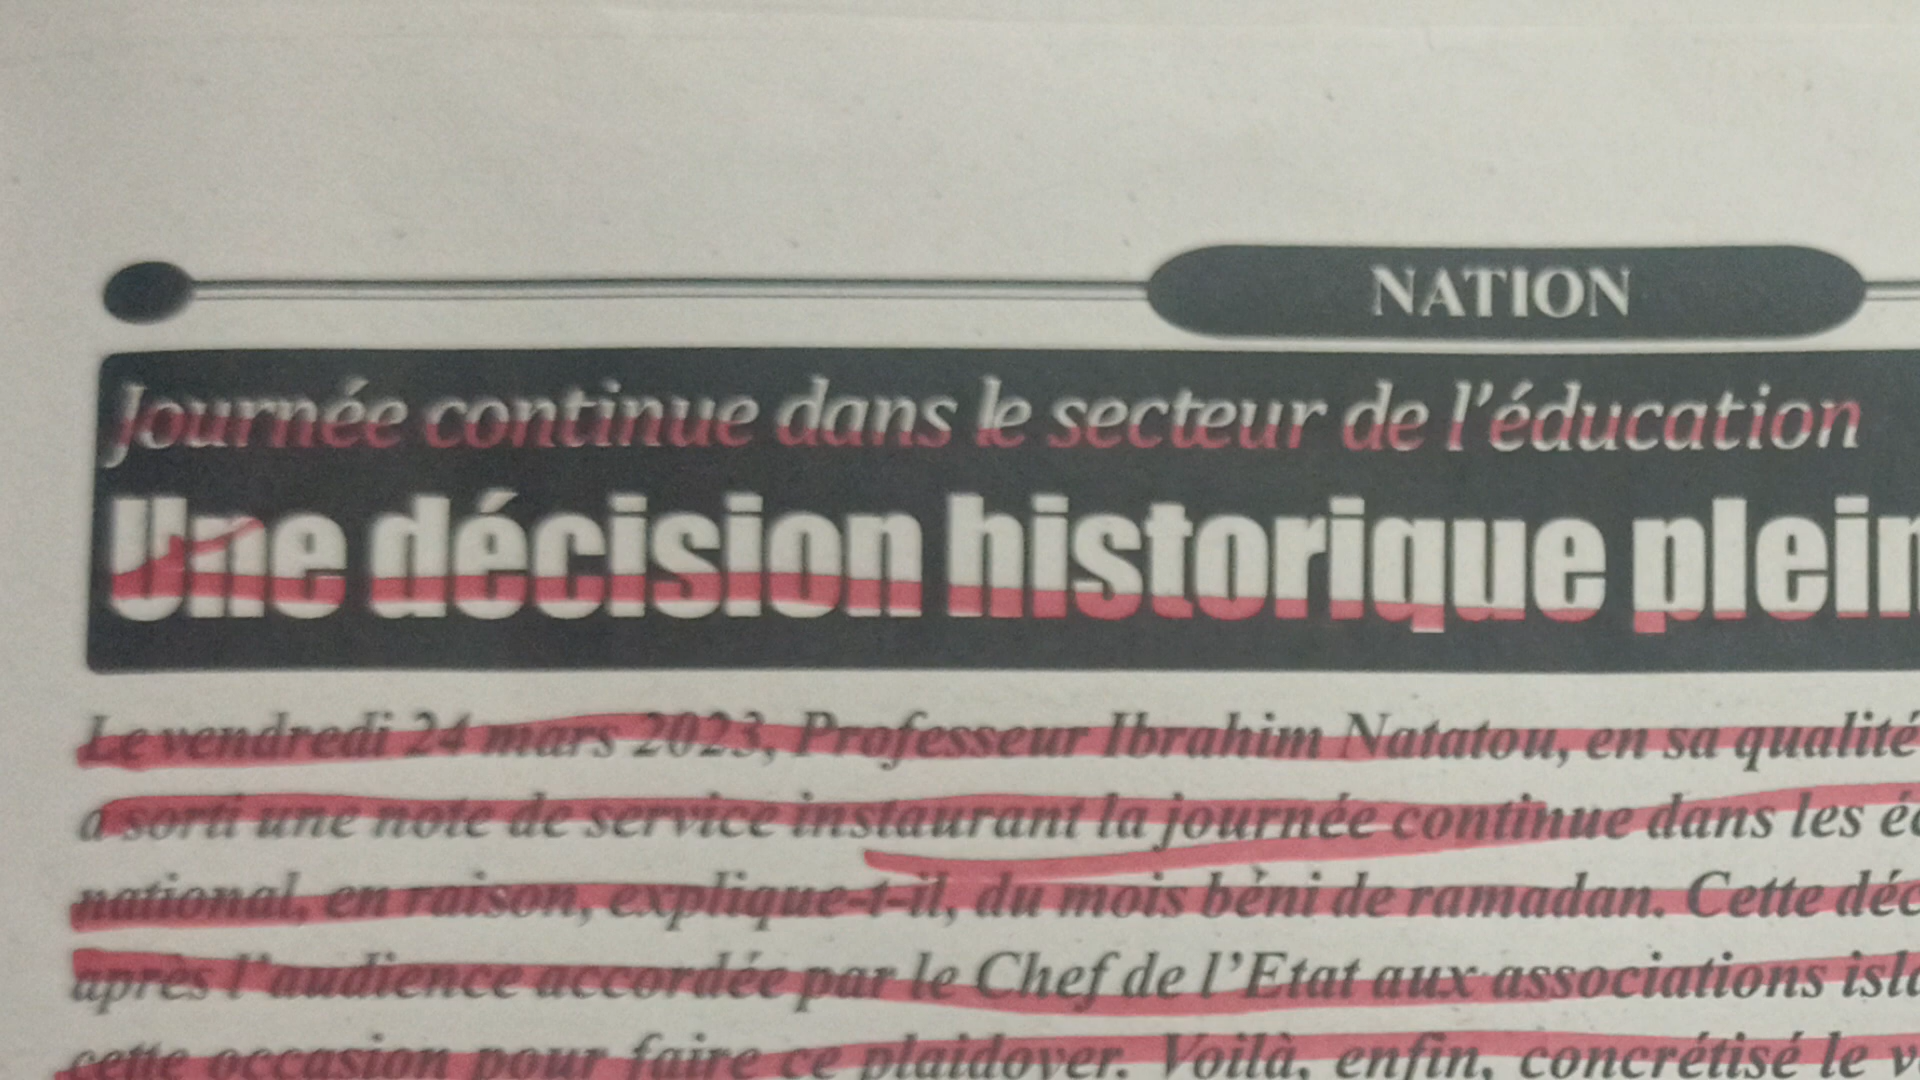 NATION
Journée continue dans le secteur de l'éducation
Une décision historique plein
Le vendredi 24 mars 2023, Professeur Ibrahim Natatou, en sa qualité
a sorti une note de service instaurant la journée continue dans les
national, en raison, explique-t-il, du mois béni de ramadan. Cette
après l'audience accordée par le Chef de l'Etat aux associations
cette occasion pour faire ce plaidoyer. Voilà, enfin, concrétisé le